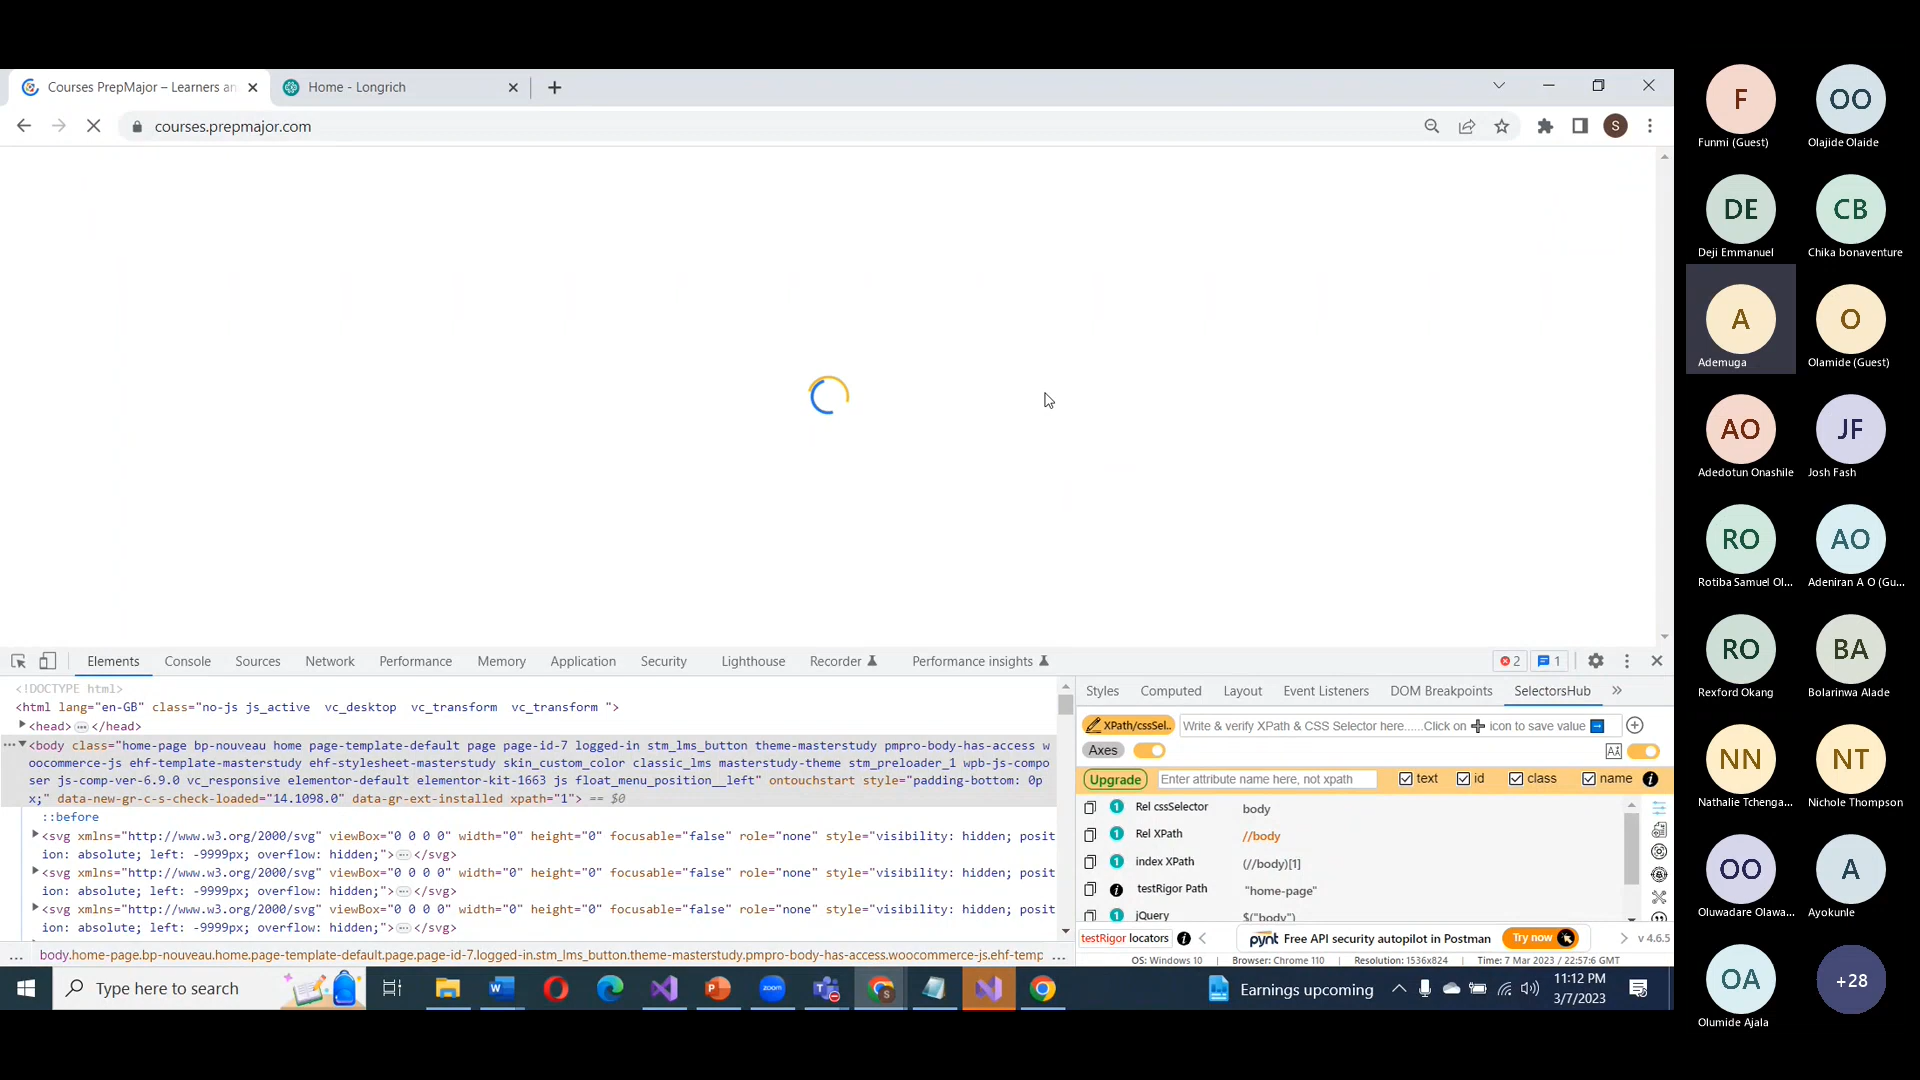 Courses PrepMajor – Learners an
Home - Longrich
courses.prepmajor.com
S
Elements
Console
Sources
Network
Performance
Memory
Application
Security
Lighthouse
Recorder
Performance insights
2
1
<!DOCTYPE html>
<html lang="en-GB" class="no-js js_active  vc_desktop  vc_transform  vc_transform ">
<head>…</head>
<body class="home-page bp-nouveau home page-template-default page page-id-7 logged-in stm_lms_button theme-masterstudy pmpro-body-has-access w
oocommerce-js ehf-template-masterstudy ehf-stylesheet-masterstudy skin_custom_color classic_lms masterstudy-theme stm_preloader_1 wpb-js-compo
ser js-comp-ver-6.9.0 vc_responsive elementor-default elementor-kit-1663 js float_menu_position__left" ontouchstart style="padding-bottom: 0p
x;" data-new-gr-c-s-check-loaded="14.1098.0" data-gr-ext-installed xpath="1"> == $0
::before
<svg xmlns="http://www.w3.org/2000/svg" viewBox="0 0 0 0" width="0" height="0" focusable="false" role="none" style="visibility: hidden; posit
ion: absolute; left: -9999px; overflow: hidden;">…</svg>
<svg xmlns="http://www.w3.org/2000/svg" viewBox="0 0 0 0" width="0" height="0" focusable="false" role="none" style="visibility: hidden; posit
ion: absolute; left: -9999px; overflow: hidden;">…</svg>
<svg xmlns="http://www.w3.org/2000/svg" viewBox="0 0 0 0" width="0" height="0" focusable="false" role="none" style="visibility: hidden; posit
ion: absolute; left: -9999px; overflow: hidden;">…</svg>
... body.home-page.bp-nouveau.home.page-template-default.page.page-id-7.logged-in.stm_lms_button.theme-masterstudy.pmpro-body-has-access.woocommerce-js.ehf-temp ...
Styles
Computed
Layout
Event Listeners
DOM Breakpoints
SelectorsHub
XPath/cssSel..
Write & verify XPath & CSS Selector here......Click on + icon to save value
Axes
Upgrade
Enter attribute name here, not xpath
text
id
class
name
1 Rel cssSelector body
1 Rel XPath //body
1 index XPath (//body)[1]
testRigor Path "home-page"
1 jQuery $("body")
testRigor locators
pynt Free API security autopilot in Postman
Try now
v 4.6.5
OS: Windows 10 | Browser: Chrome 110 | Resolution: 1536x824 | Time: 7 Mar 2023 / 22:57:6 GMT
Type here to search
zoom
Earnings upcoming
11:12 PM
3/7/2023
F
Funmi (Guest)
OO
Olajide Olaide
DE
Deji Emmanuel
CB
Chika bonaventure
A
Ademuga
O
Olamide (Guest)
AO
Adedotun Onashile
JF
Josh Fash
RO
Rotiba Samuel Ol...
AO
Adeniran A O (Gu...
RO
Rexford Okang
BA
Bolarinwa Alade
NN
Nathalie Tchenga...
NT
Nichole Thompson
OO
Oluwadare Olawa...
A
Ayokunle
OA
Olumide Ajala
+28